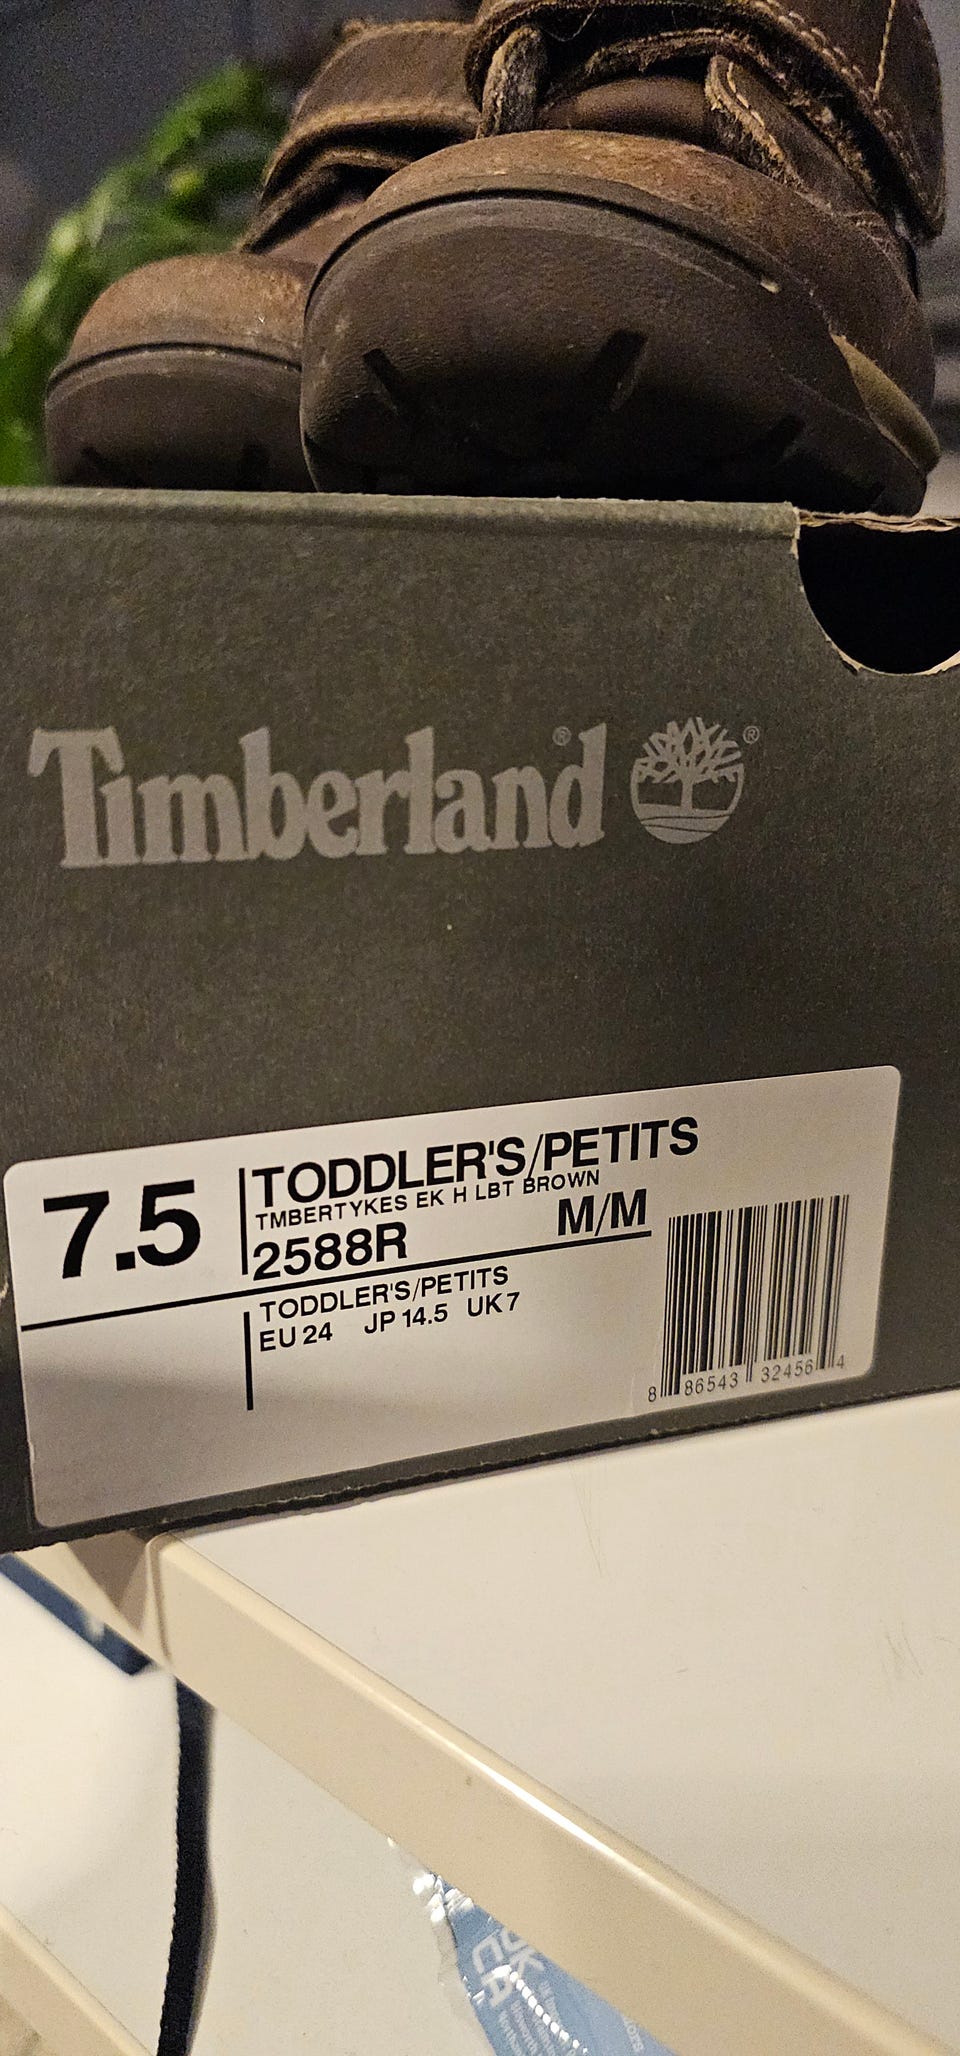 Timberland®
®
7.5
TODDLER'S/PETITS
TMBERTYKES EK H LBT BROWN
2588R M/M
TODDLER'S/PETITS
EU 24 JP 14.5 UK 7
8 86543 32456 4